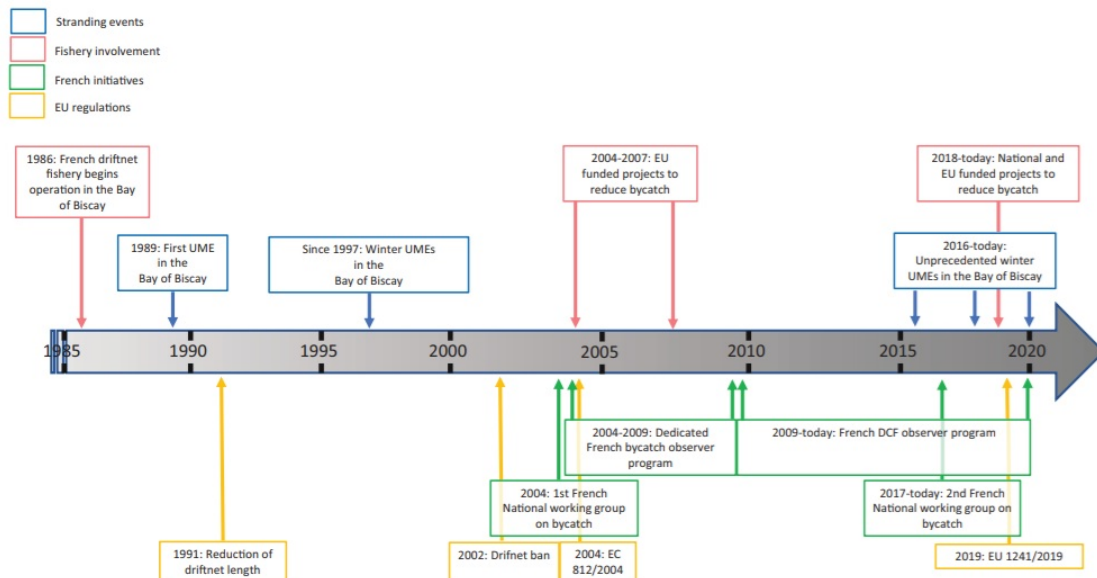 Stranding events
Fishery involvement
French initiatives
EU regulations
1986: French driftnet
fishery begins
operation in the Bay
of Biscay
2004-2007: EU
funded projects to
reduce bycatch
2018-today: National and
EU funded projects to
reduce bycatch
1989: First UME
in the
Bay of Biscay
Since 1997: Winter UMEs
in the
Bay of Biscay
2016-today:
Unprecedented winter
UMEs in the Bay of Biscay
1985
1990
1995
2000
2005
2010
2015
2020
2004-2009: Dedicated
French bycatch observer
program
2009-today: French DCF observer program
2004: 1st French
National working group
on bycatch
2017-today: 2nd French
National working group on
bycatch
1991: Reduction of
driftnet length
2002: Drifnet ban
2004: EC
812/2004
2019: EU 1241/2019